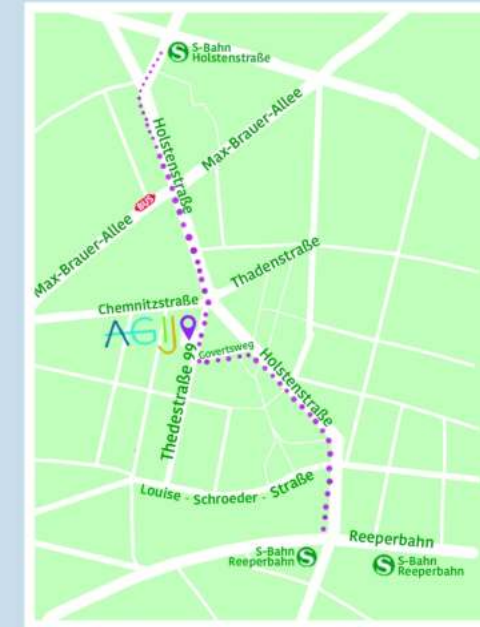 S-Bahn
Holstenstraße
Max-Brauer-Allee
Holstenstraße
BUS
Max-Brauer-Allee
Thadenstraße
Chemnitzstraße
AGIJ
Govertsweg
Holstenstraße
Thedestraße 99
Louise - Schroeder - Straße
Reeperbahn
S-Bahn
Reeperbahn
S-Bahn
Reeperbahn